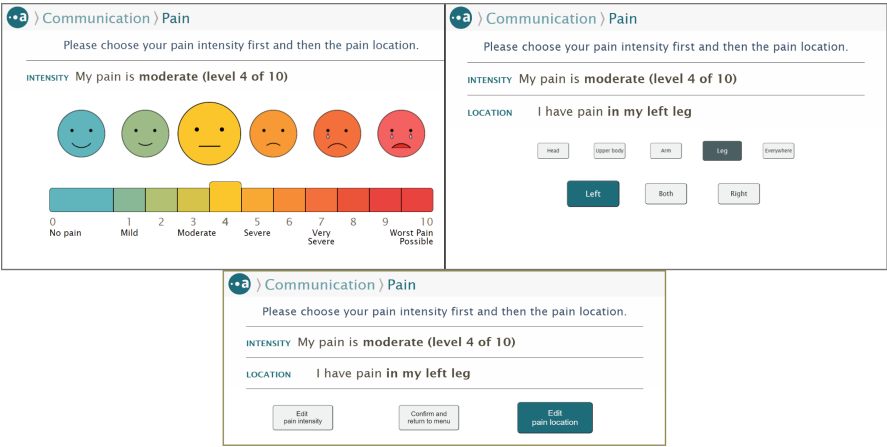 •a 〉Communication 〉Pain
Please choose your pain intensity first and then the pain location.
INTENSITY My pain is moderate (level 4 of 10)
0 1 2 3 4 5 6 7 8 9 10
No pain Mild Moderate Severe Very Severe Worst Pain Possible
•a 〉Communication 〉Pain
Please choose your pain intensity first and then the pain location.
INTENSITY My pain is moderate (level 4 of 10)
LOCATION I have pain in my left leg
Head Upper body Arm Leg Everywhere
Left Both Right
•a 〉Communication 〉Pain
Please choose your pain intensity first and then the pain location.
INTENSITY My pain is moderate (level 4 of 10)
LOCATION I have pain in my left leg
Edit pain intensity
Confirm and return to menu
Edit pain location